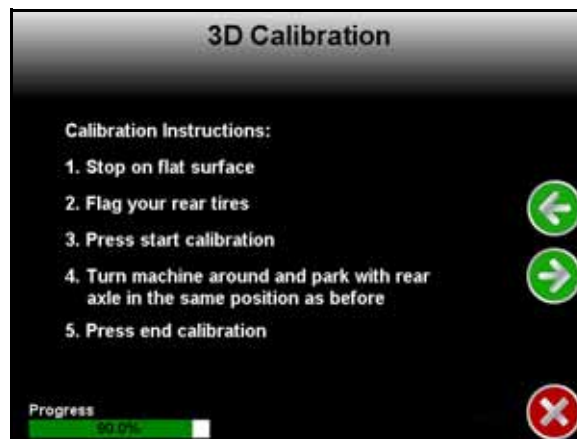 3D Calibration
Calibration Instructions:
1. Stop on flat surface
2. Flag your rear tires
3. Press start calibration
4. Turn machine around and park with rear
axle in the same position as before
5. Press end calibration
Progress
90.0%